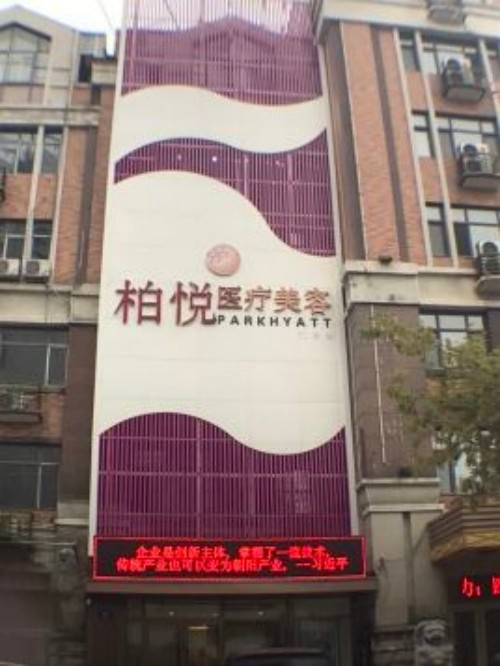 柏悦医疗美容
PARKHYATT
企业是创新主体，掌握了一流技术，
传统产业也可以变为朝阳产业。--习近平
力：